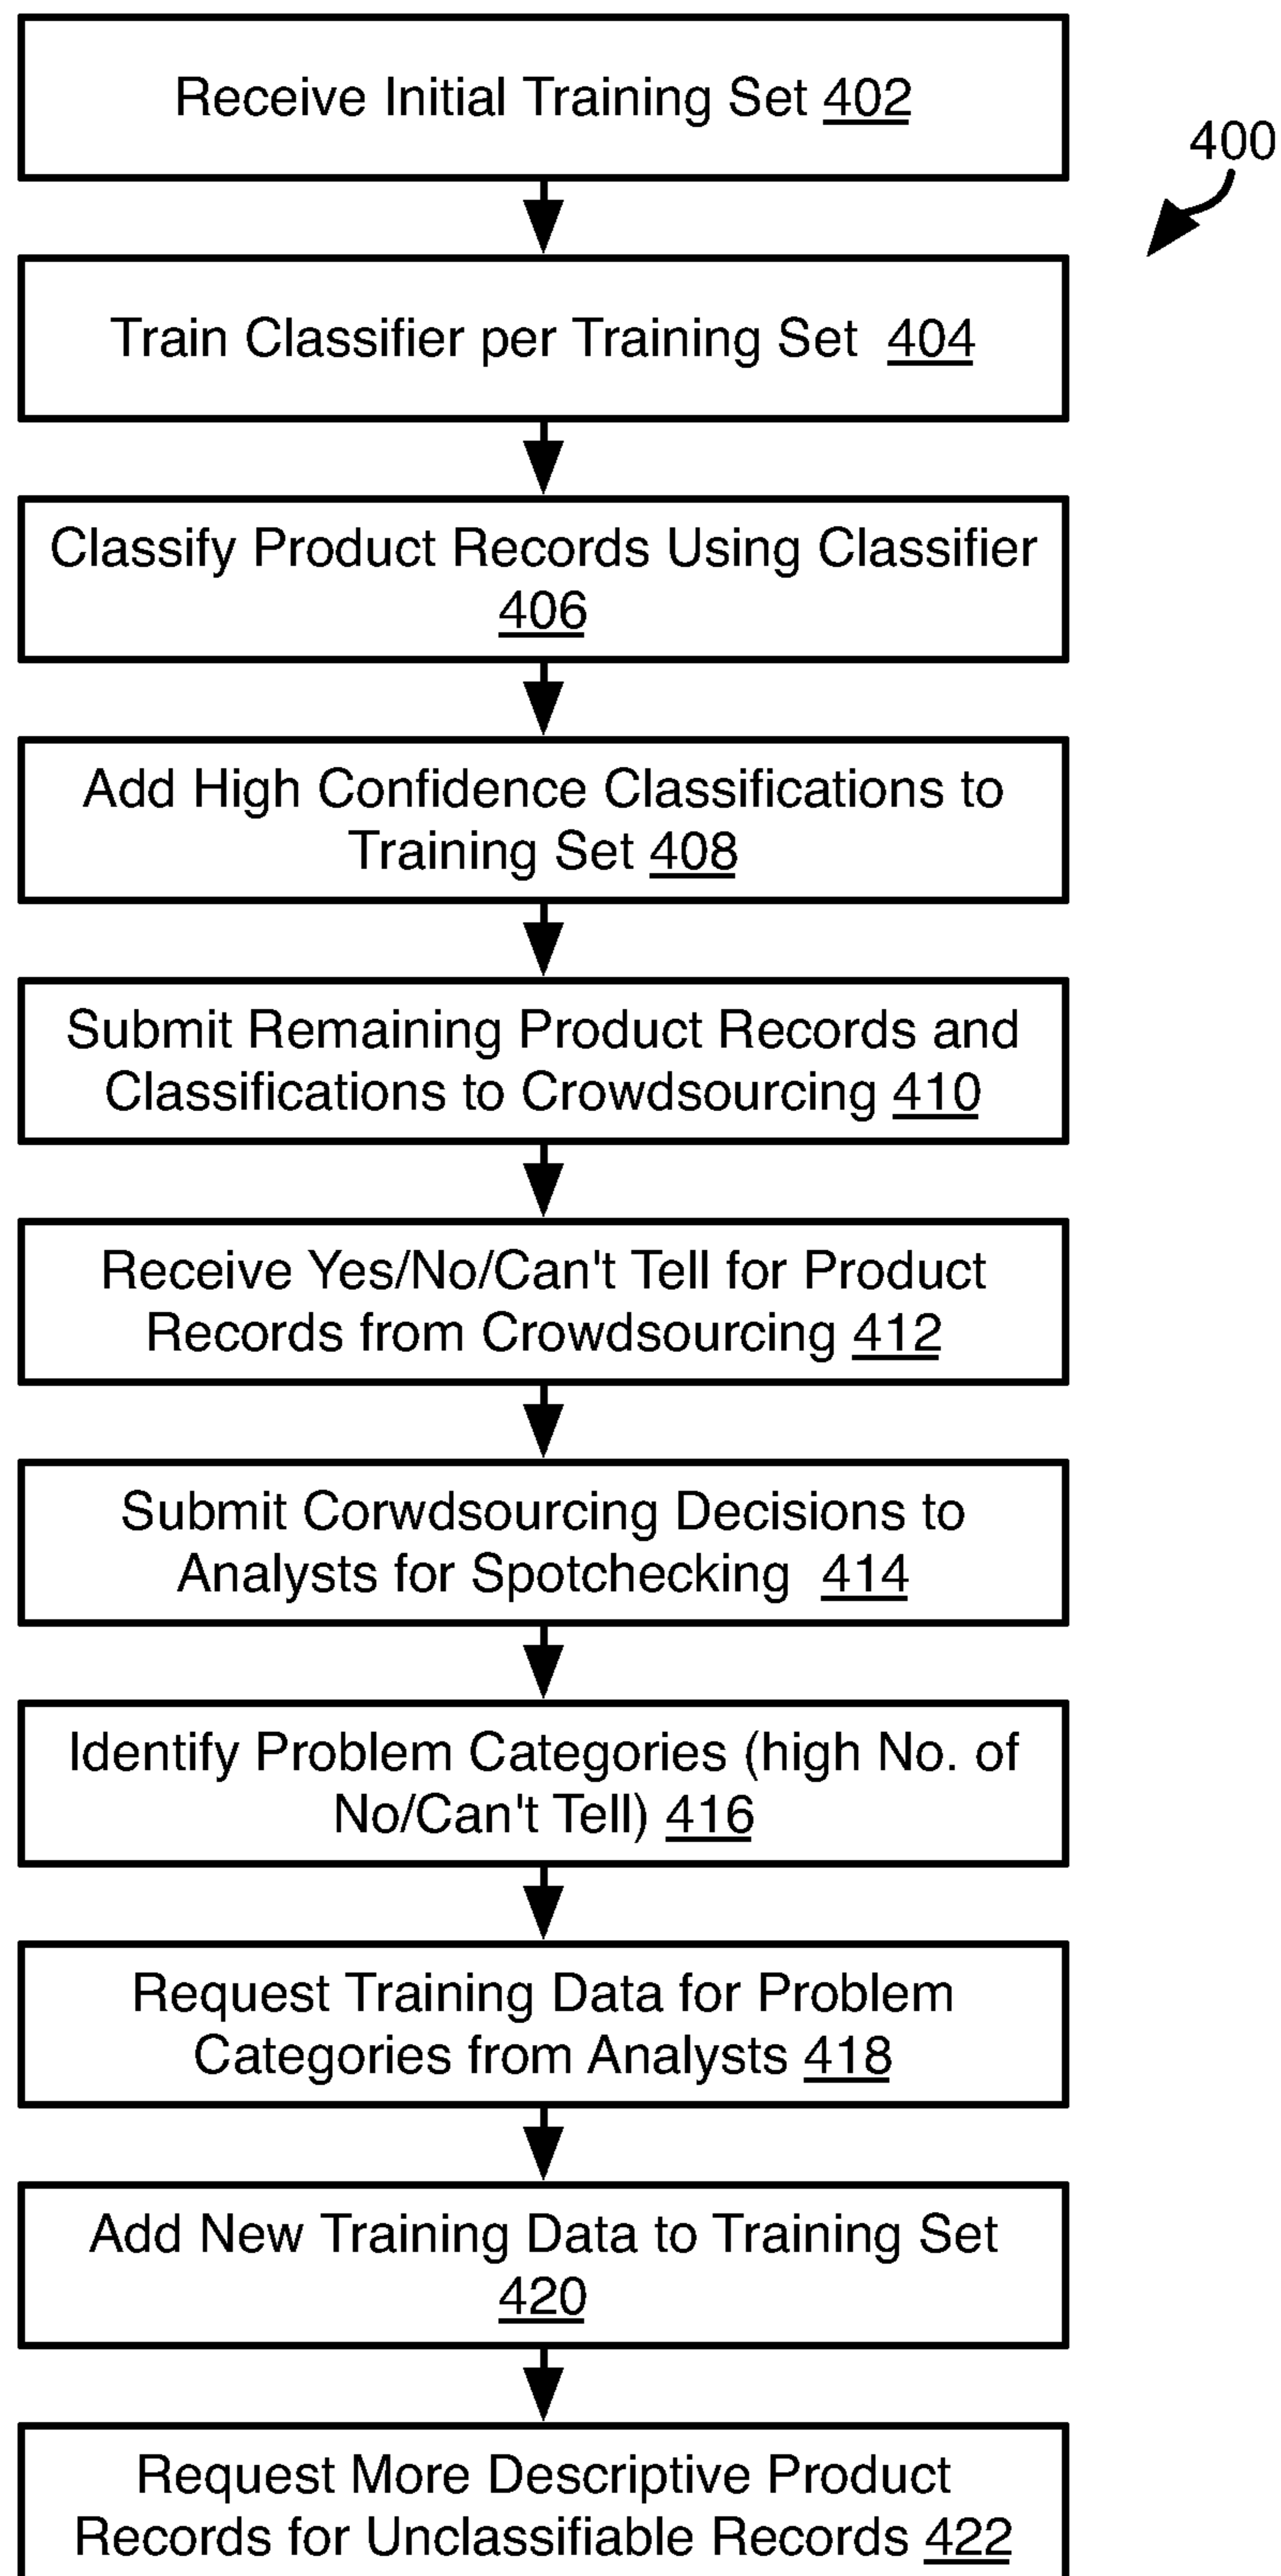 Receive Initial Training Set 402
400
Train Classifier per Training Set 404
Classify Product Records Using Classifier
406
Add High Confidence Classifications to
Training Set 408
Submit Remaining Product Records and
Classifications to Crowdsourcing 410
Receive Yes/No/Can't Tell for Product
Records from Crowdsourcing 412
Submit Corwdsourcing Decisions to
Analysts for Spotchecking 414
Identify Problem Categories (high No. of
No/Can't Tell) 416
Request Training Data for Problem
Categories from Analysts 418
Add New Training Data to Training Set
420
Request More Descriptive Product
Records for Unclassifiable Records 422